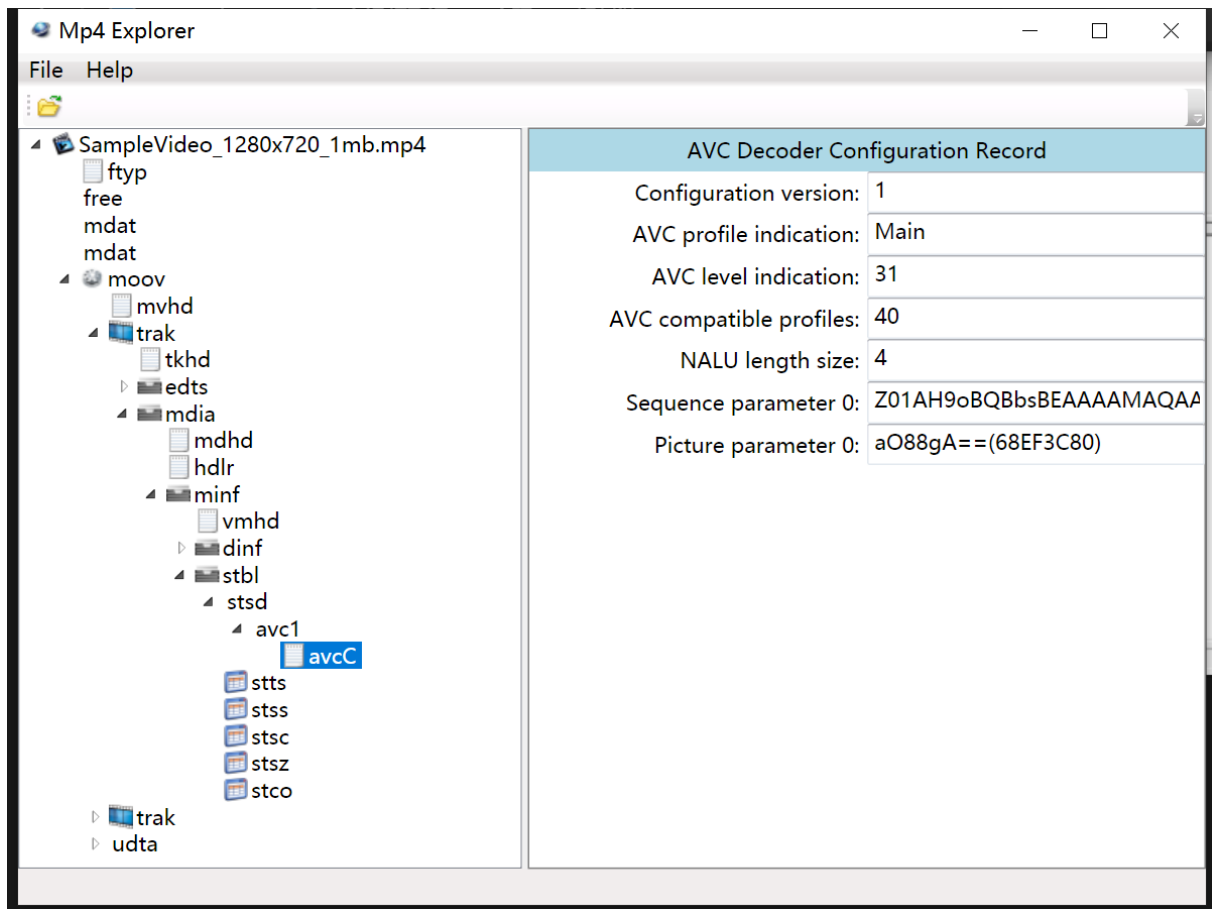 Mp4 Explorer
File Help
SampleVideo_1280x720_1mb.mp4
ftyp
free
mdat
mdat
moov
mvhd
trak
tkhd
edts
mdia
mdhd
hdlr
minf
vmhd
dinf
stbl
stsd
avc1
avcC
stts
stss
stsc
stsz
stco
trak
udta
AVC Decoder Configuration Record
Configuration version: 1
AVC profile indication: Main
AVC level indication: 31
AVC compatible profiles: 40
NALU length size: 4
Sequence parameter 0: Z01AH9oBQBbsBEAAAAMAQAA
Picture parameter 0: aO88gA==(68EF3C80)